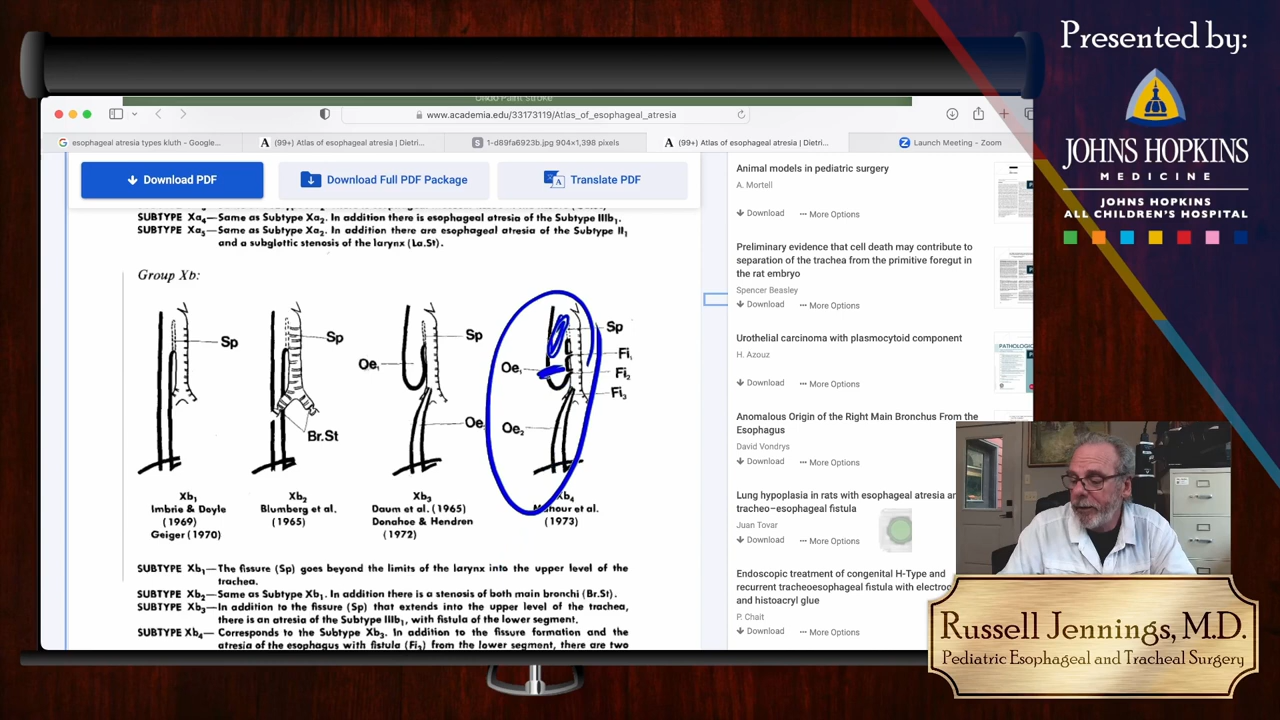 Presented by:
JOHNS HOPKINS
MEDICINE
JOHNS HOPKINS
ALL CHILDREN'S HOSPITAL
www.academia.edu/33173119/Atlas_of_esophageal_atresia
esophageal atresia types kluth - Google...
(99+) Atlas of esophageal atresia | Dietri...
1-d89fa6923b.jpg 904×1,398 pixels
(99+) Atlas of esophageal atresia | Dietri...
Launch Meeting - Zoom
Download PDF
Download Full PDF Package
Translate PDF
SUBTYPE Xa4—Same as Subtype Xa2. In addition there is esophageal atresia of the Subtype IIIb1.
SUBTYPE Xa5—Same as Subtype Xa2. In addition there are esophageal atresia of the Subtype II1
and a subglottic stenosis of the larynx (La.St).
Group Xb:
Sp
Sp
Br.St
Sp
Oe1
Oe
Sp
Oe1
Fi1
Fi2
Fi3
Oe2
Xb1
Imbrie & Doyle
(1969)
Geiger (1970)
Xb2
Blumberg et al.
(1965)
Xb3
Daum et al. (1965)
Donahoe & Hendren
(1972)
Xb4
et al.
(1973)
SUBTYPE Xb1—The fissure (Sp) goes beyond the limits of the larynx into the upper level of the
trachea.
SUBTYPE Xb2—Same as Subtype Xb1. In addition there is a stenosis of both main bronchi (Br.St).
SUBTYPE Xb3—In addition to the fissure (Sp) that extends into the upper level of the trachea,
there is an atresia of the Subtype IIIb1, with fistula of the lower segment.
SUBTYPE Xb4— Corresponds to the Subtype Xb3. In addition to the fissure formation and the
atresia of the esophagus with fistula (Fi3) from the lower segment, there are two
Animal models in pediatric surgery
A. Mortell
Download
••• More Options
Preliminary evidence that cell death may contribute to
separation of the trachea from the primitive foregut in
the rat embryo
Spencer Beasley
Download
••• More Options
Urothelial carcinoma with plasmocytoid component
H. Azouz
Download
••• More Options
Anomalous Origin of the Right Main Bronchus From the
Esophagus
David Vondrys
Download
••• More Options
Lung hypoplasia in rats with esophageal atresia an
tracheo-esophageal fistula
Juan Tovar
Download
••• More Options
Endoscopic treatment of congenital H-Type and
recurrent tracheoesophageal fistula with electroc
and histoacryl glue
P. Chait
Download
••• More Options
Russell Jennings, M.D.
Pediatric Esophageal and Tracheal Surgery